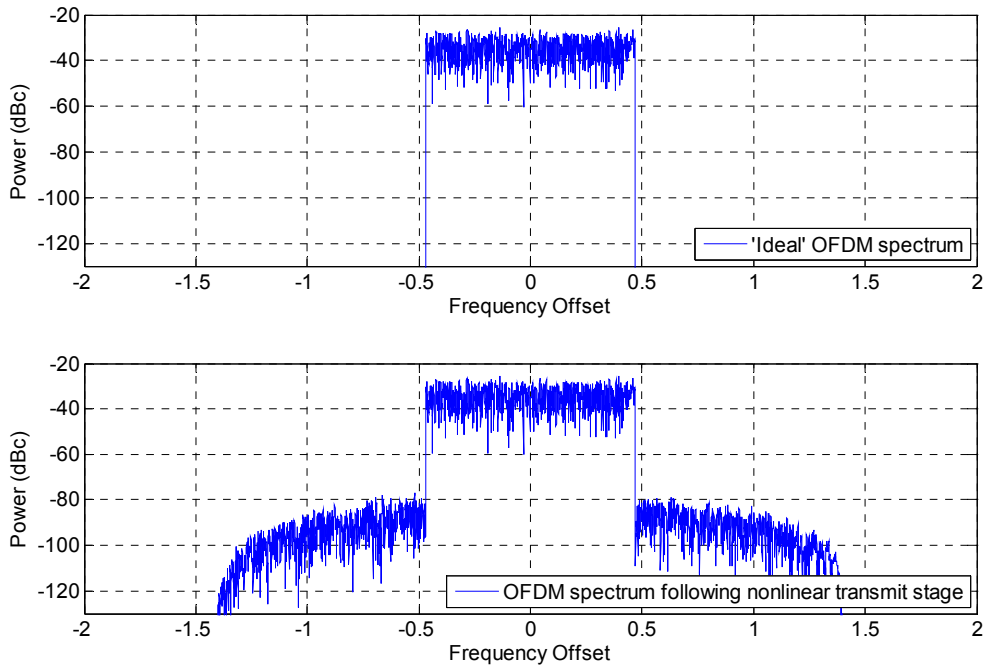 -20
-40
-60
-80
-100
-120
Power (dBc)
-2 -1.5 -1 -0.5 0 0.5 1 1.5 2
Frequency Offset
'Ideal' OFDM spectrum
-20
-40
-60
-80
-100
-120
Power (dBc)
-2 -1.5 -1 -0.5 0 0.5 1 1.5 2
Frequency Offset
OFDM spectrum following nonlinear transmit stage